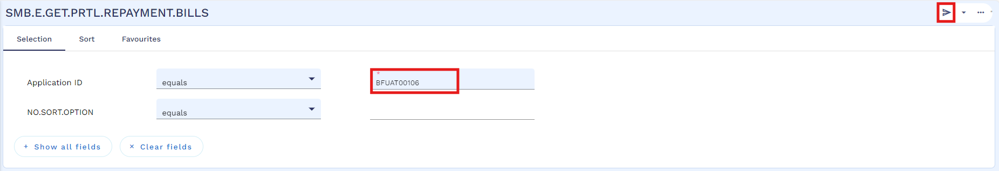 SMB.E.GET.PRTL.REPAYMENT.BILLS
Selection Sort Favourites
*
Application ID equals BFUAT00106
NO.SORT.OPTION equals
+ Show all fields × Clear fields